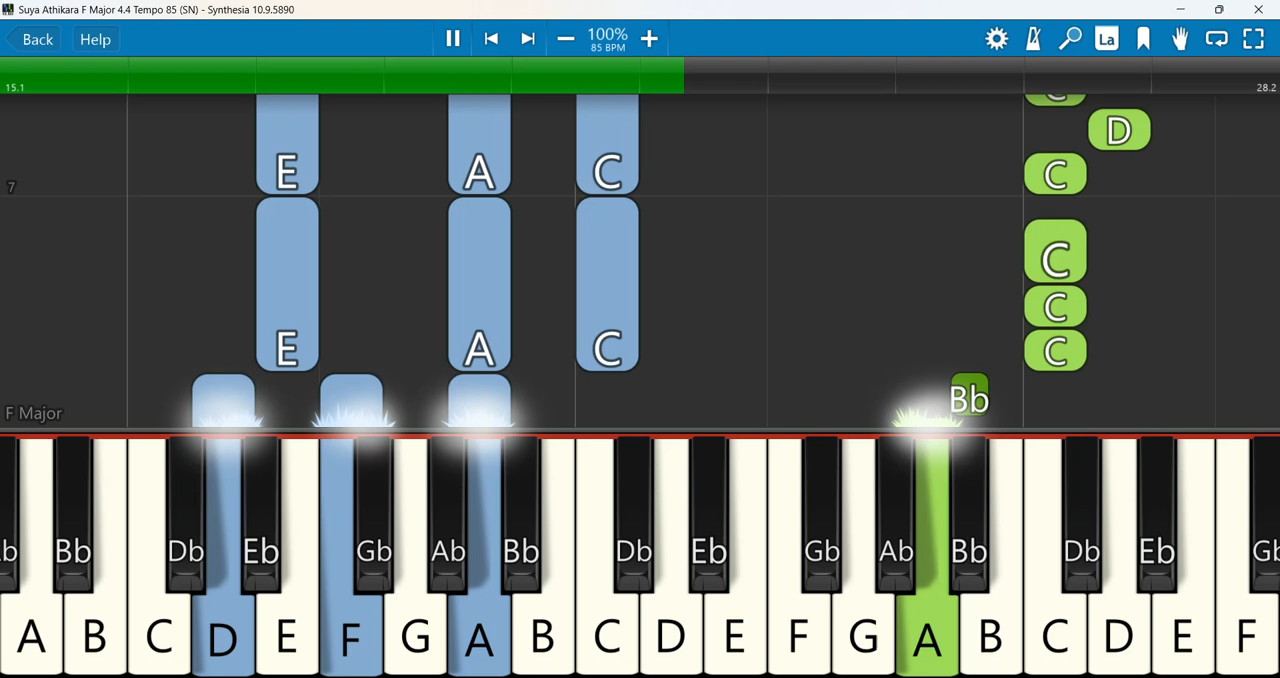 Suya Athikara F Major 4.4 Tempo 85 (SN) - Synthesia 10.9.5890
Back Help 100% La
85 BPM
15.1 28.2
C
D
E A C C
7
C
C
E A C C
Bb
F Major
b Bb Db Eb Gb Ab Bb Db Eb Gb Ab Bb Db Eb G
A B C D E F G A B C D E F G A B C D E F